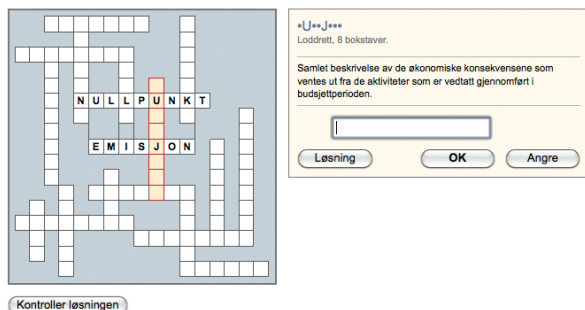 NULLPUNKT
EMISJON
•U••J•••
Loddrett, 8 bokstaver.
Samlet beskrivelse av de økonomiske konsekvensene som
ventes ut fra de aktiviteter som er vedtatt gjennomført i
budsjettperioden.
Løsning
OK
Angre
Kontroller løsningen